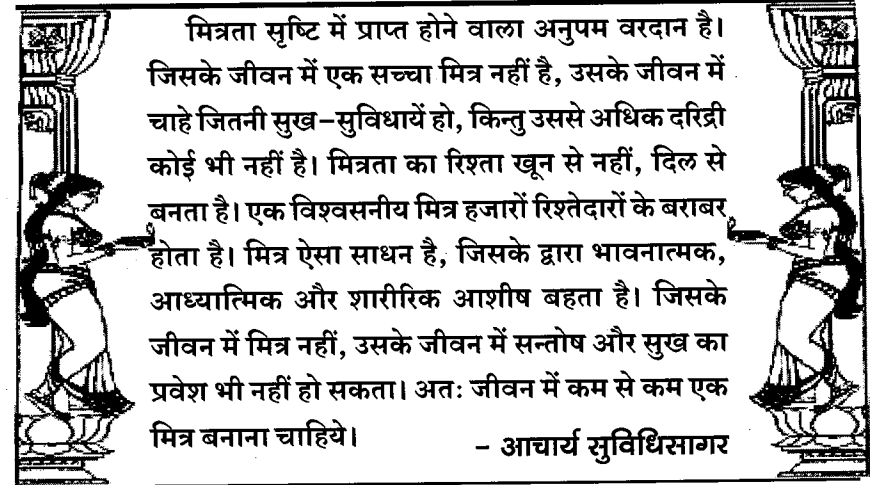 मित्रता सृष्टि में प्राप्त होने वाला अनुपम वरदान है।
जिसके जीवन में एक सच्चा मित्र नहीं है, उसके जीवन में
चाहे जितनी सुख-सुविधायें हो, किन्तु उससे अधिक दरिद्री
कोई भी नहीं है। मित्रता का रिश्ता खून से नहीं, दिल से
बनता है। एक विश्वसनीय मित्र हजारों रिश्तेदारों के बराबर
होता है। मित्र ऐसा साधन है, जिसके द्वारा भावनात्मक,
आध्यात्मिक और शारीरिक आशीष बहता है। जिसके
जीवन में मित्र नहीं, उसके जीवन में सन्तोष और सुख का
प्रवेश भी नहीं हो सकता। अतः जीवन में कम से कम एक
मित्र बनाना चाहिये।
- आचार्य सुविधिसागर